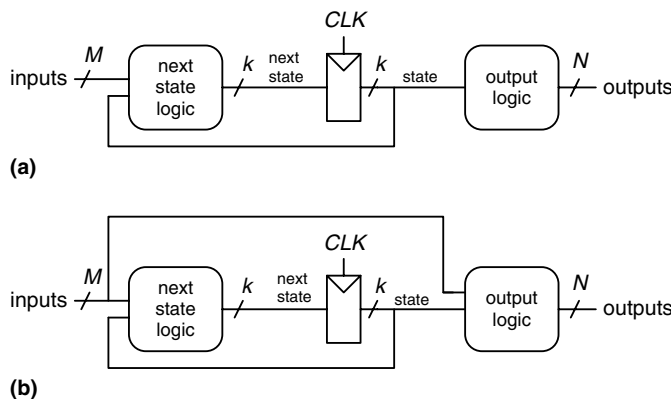 CLK
M
next
k
next
k
N
inputs
state
state
state
output
outputs
logic
logic
(a)
CLK
M
next
k
next
k
N
inputs
state
state
state
output
outputs
logic
logic
(b)